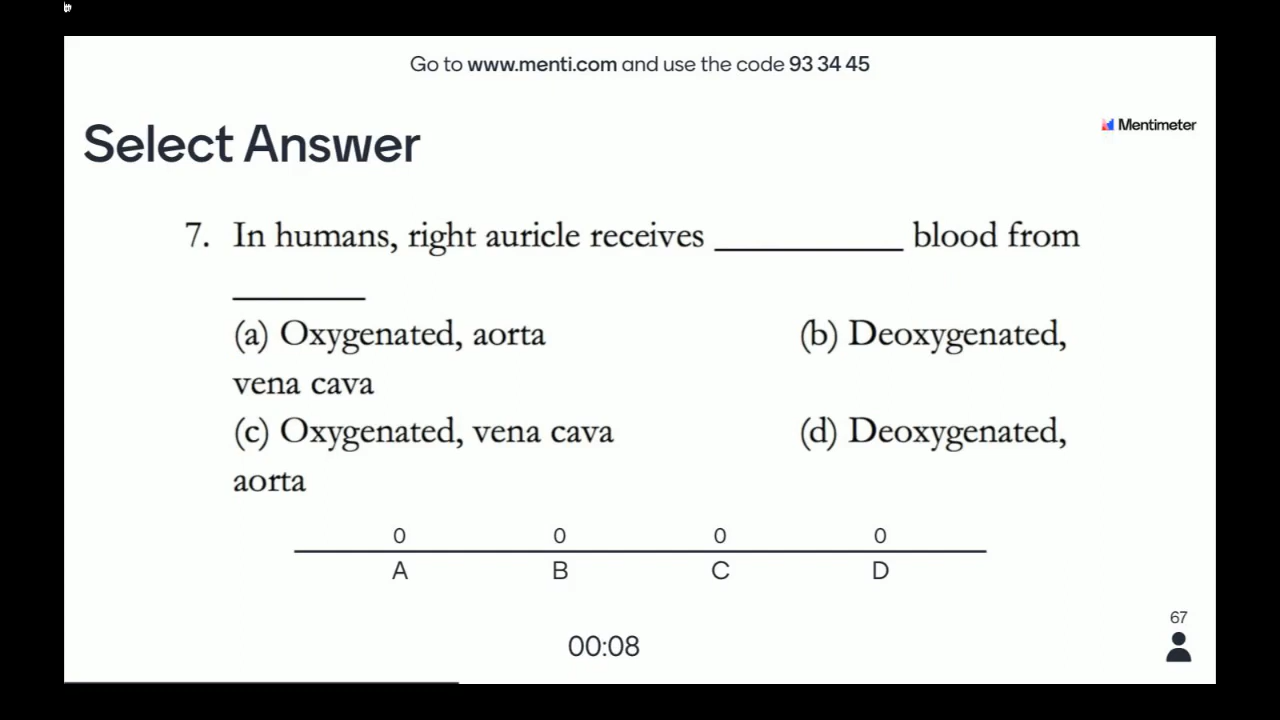 Go to www.menti.com and use the code 93 34 45
Mentimeter
Select Answer
7. In humans, right auricle receives __________ blood from
_______
(a) Oxygenated, aorta (b) Deoxygenated,
vena cava
(c) Oxygenated, vena cava (d) Deoxygenated,
aorta
0 0 0 0
A B C D
67
00:08